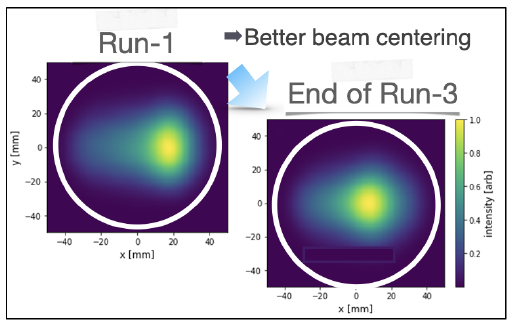 Run-1
➡Better beam centering
End of Run-3
y [mm]
40
20
0
−20
−40
−40 −20 0 20 40
x [mm]
40
20
0
−20
−40
−40 −20 0 20 40
x [mm]
1.0
0.8
0.6
0.4
0.2
intensity [arb]